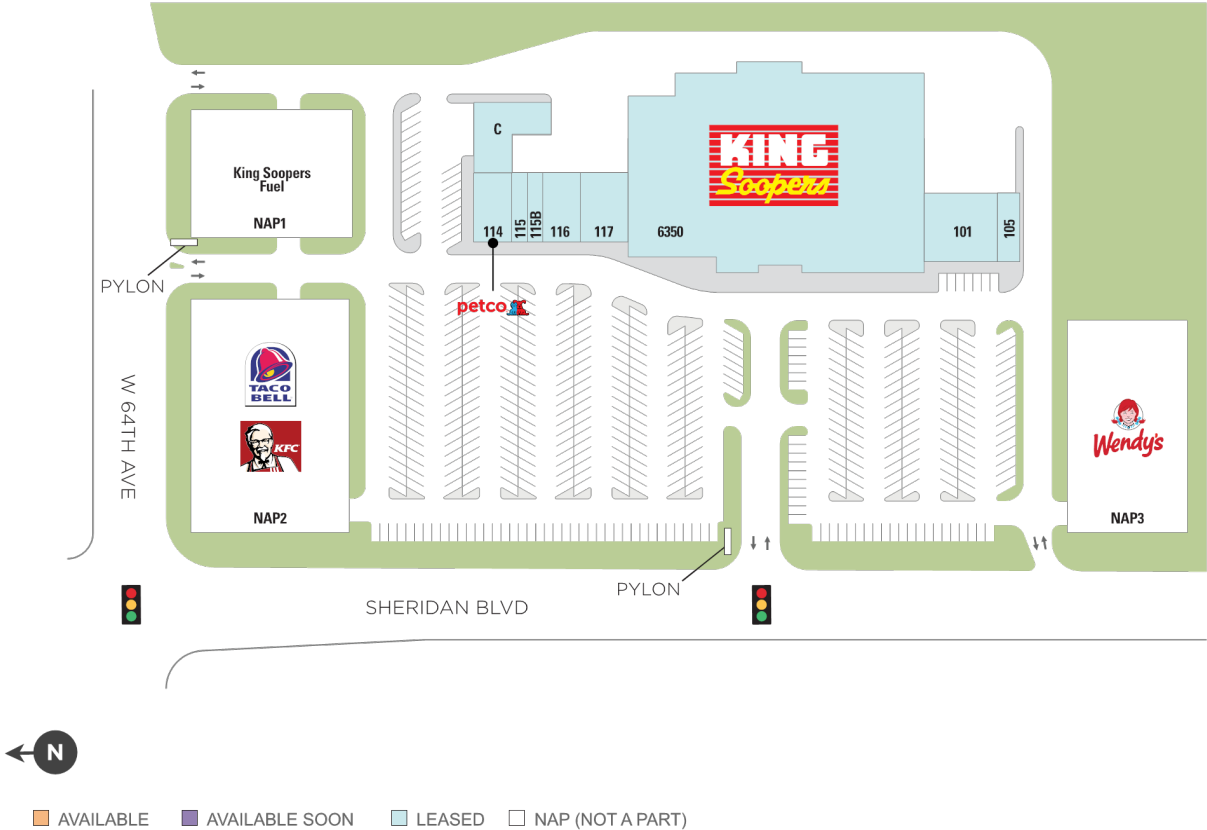 C
KING
Soopers
King Soopers
Fuel
NAP1
114
115
115B
116
117
6350
101
105
PYLON
petco
TACO
BELL
KFC
NAP2
W 64TH AVE
Wendy's
NAP3
PYLON
SHERIDAN BLVD
N
AVAILABLE
AVAILABLE SOON
LEASED
NAP (NOT A PART)